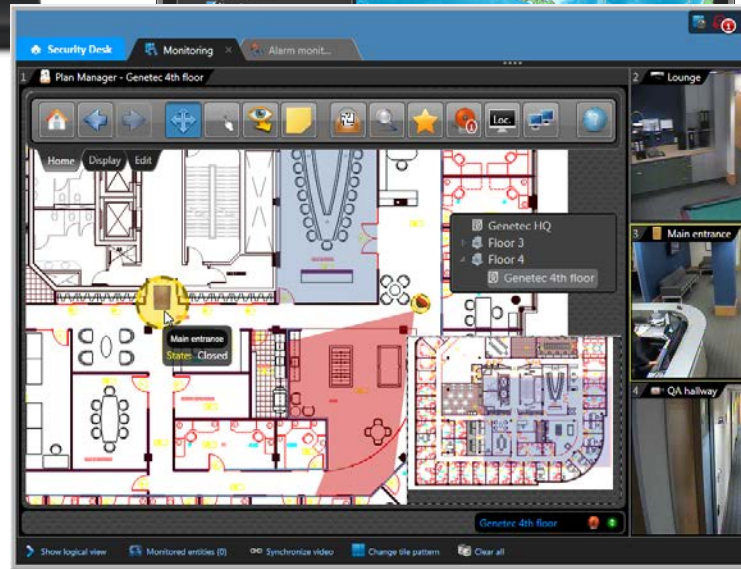 1
Security Desk
Monitoring ×
Alarm monit...
1 Plan Manager - Genetec 4th floor
2 Lounge
Loc.
1
Home Display Edit
Genetec HQ
Floor 3
Floor 4
Genetec 4th floor
3 Main entrance
Main entrance
State: Closed
4 QA hallway
Genetec 4th floor
Show logical view Monitored entities (0) Synchronize video Change tile pattern Clear all